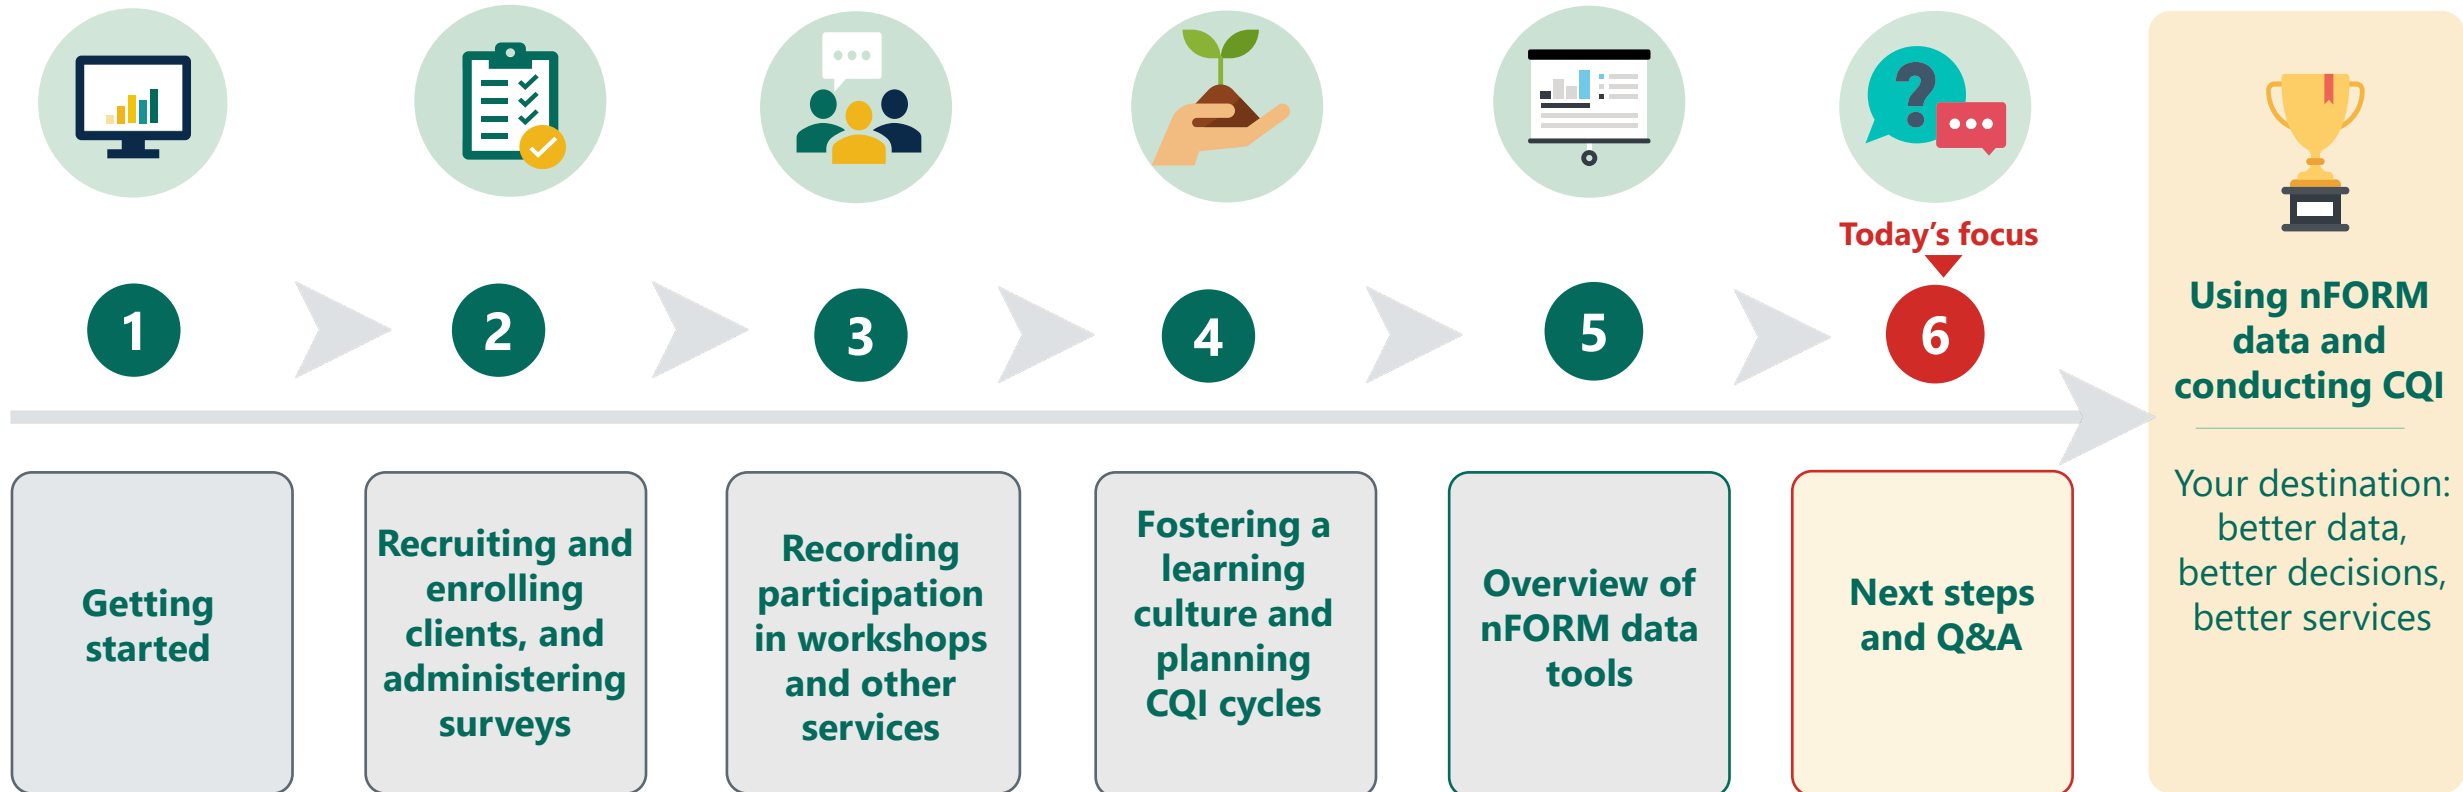 Today's focus
1
2
3
4
5
6
Getting
started
Recruiting and
enrolling
clients, and
administering
surveys
Recording
participation
in workshops
and other
services
Fostering a
learning
culture and
planning
CQI cycles
Overview of
nFORM data
tools
Next steps
and Q&A
Using nFORM
data and
conducting CQI
Your destination:
better data,
better decisions,
better services